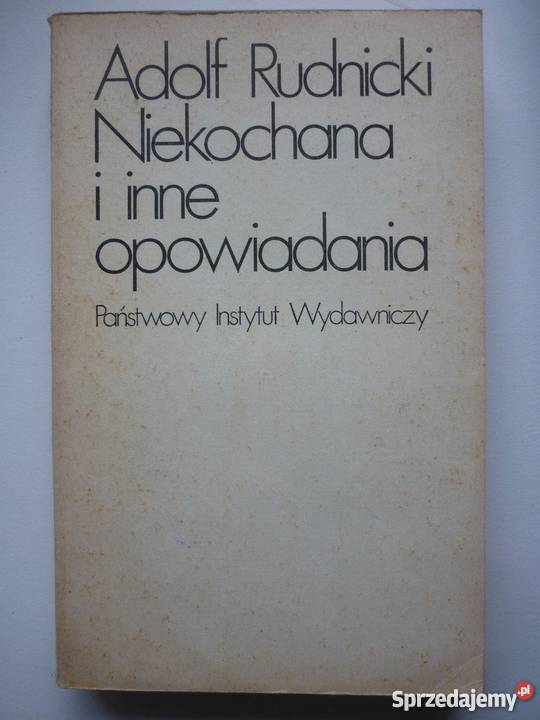 Adolf Rudnicki
Niekochana
i inne
opowiadania
Państwowy Instytut Wydawniczy
Sprzedajemy.pl